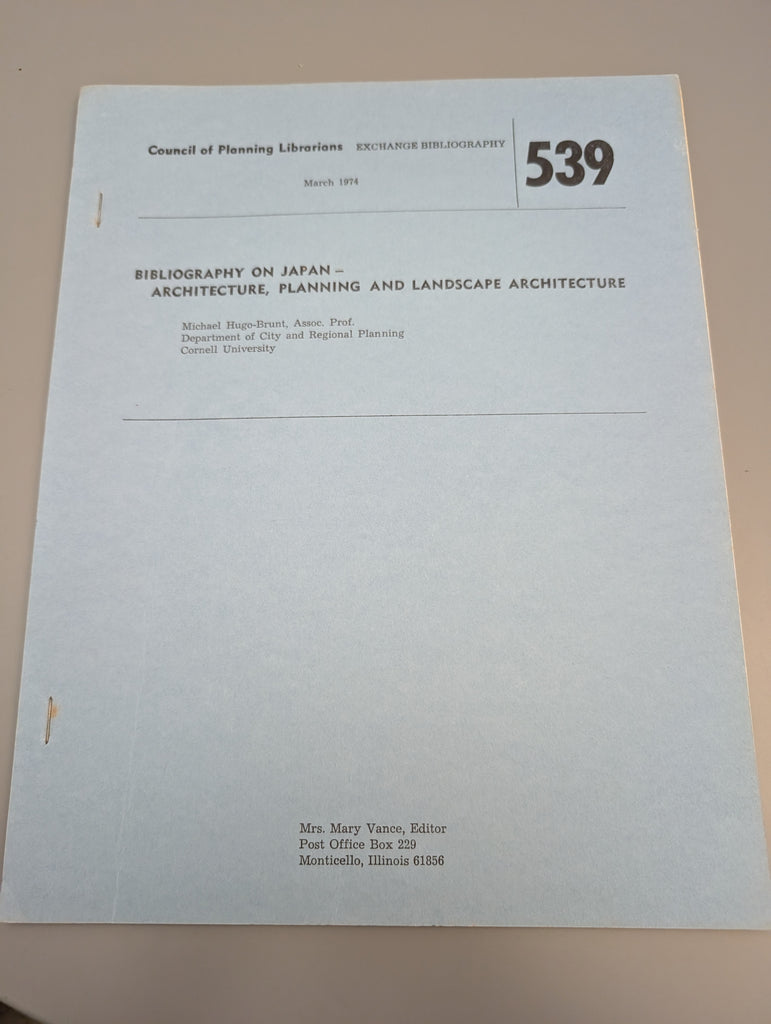 Council of Planning Librarians EXCHANGE BIBLIOGRAPHY
539
March 1974
BIBLIOGRAPHY ON JAPAN –
ARCHITECTURE, PLANNING AND LANDSCAPE ARCHITECTURE
Michael Hugo-Brunt, Assoc. Prof.
Department of City and Regional Planning
Cornell University
Mrs. Mary Vance, Editor
Post Office Box 229
Monticello, Illinois 61856